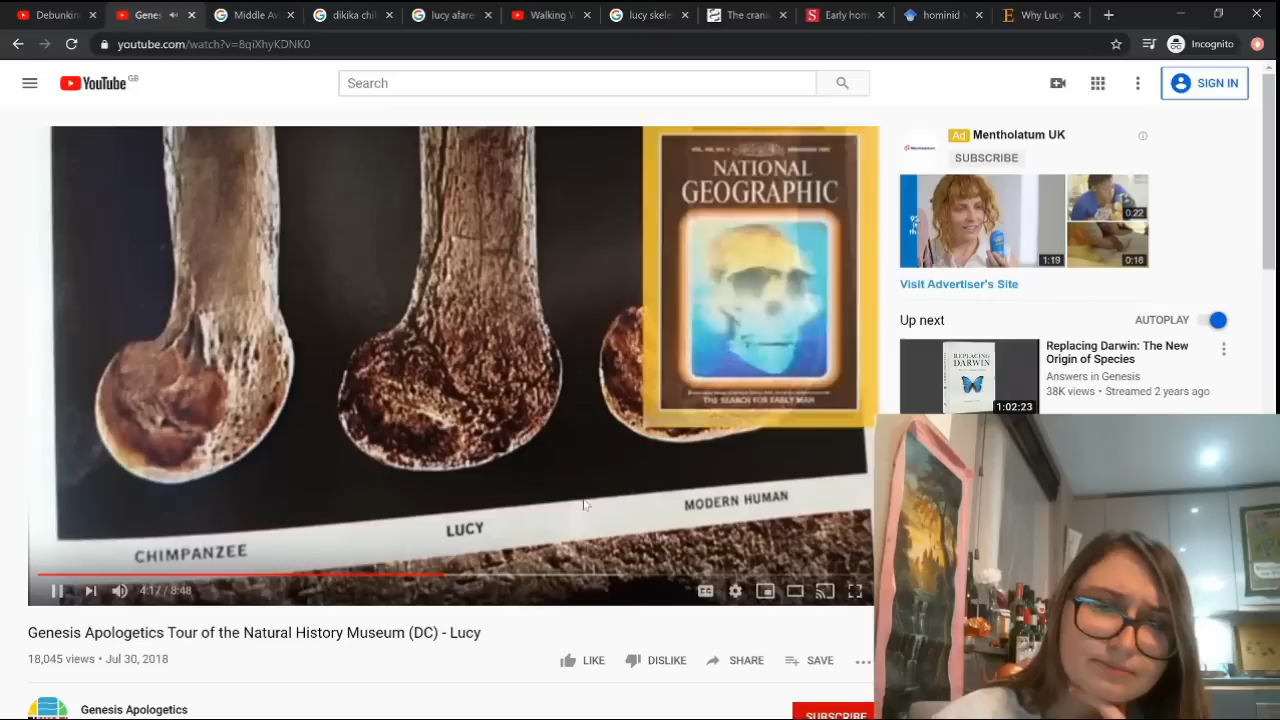 Debunkin
Genes
Middle Aw
dikika chil
lucy afare
Walking W
lucy skele
The crani
Early hom
hominid
Why Lucy
youtube.com/watch?v=8qiXhyKDNK0
Incognito
YouTube GB
Search
SIGN IN
NATIONAL
GEOGRAPHIC
THE SEARCH FOR EARLY MAN
CHIMPANZEE
LUCY
MODERN HUMAN
4:17 / 8:48
Genesis Apologetics Tour of the Natural History Museum (DC) - Lucy
18,045 views • Jul 30, 2018
LIKE
DISLIKE
SHARE
SAVE
Genesis Apologetics
SUBSCRIBE
Ad Mentholatum UK
SUBSCRIBE
1:19
0:22
0:16
Visit Advertiser's Site
Up next
AUTOPLAY
REPLACING
DARWIN
1:02:23
Replacing Darwin: The New
Origin of Species
Answers in Genesis
38K views • Streamed 2 years ago